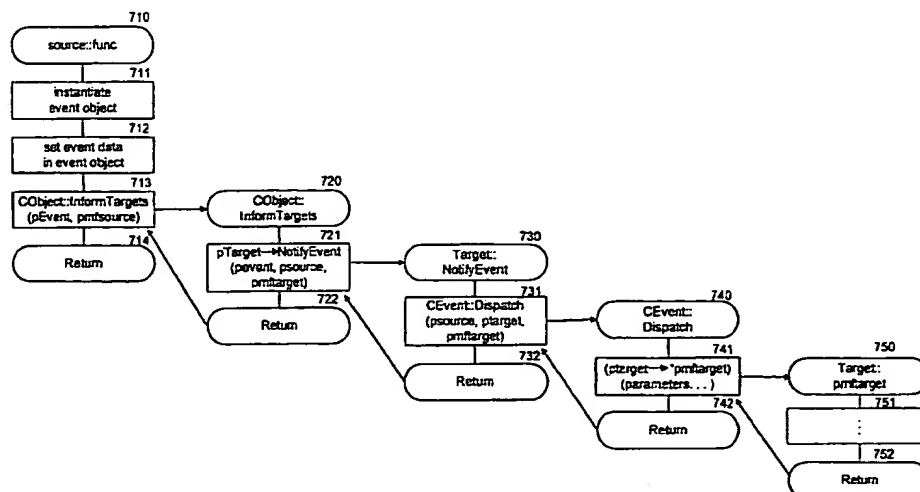 710
source::func
711
instantiate
event object
712
set event data
in event object
713
CObject::InformTargets
(pEvent, pmfsource)
714
Return
720
CObject::
InformTargets
721
pTarget→NotifyEvent
(pevent, psource,
pmftarget)
722
Return
730
Target::
NotifyEvent
731
CEvent::Dispatch
(psource, ptarget,
pmftarget)
732
Return
740
CEvent::
Dispatch
741
(ptarget→*pmftarget)
(parameters...)
742
Return
750
Target::
pmftarget
751
⋮
752
Return